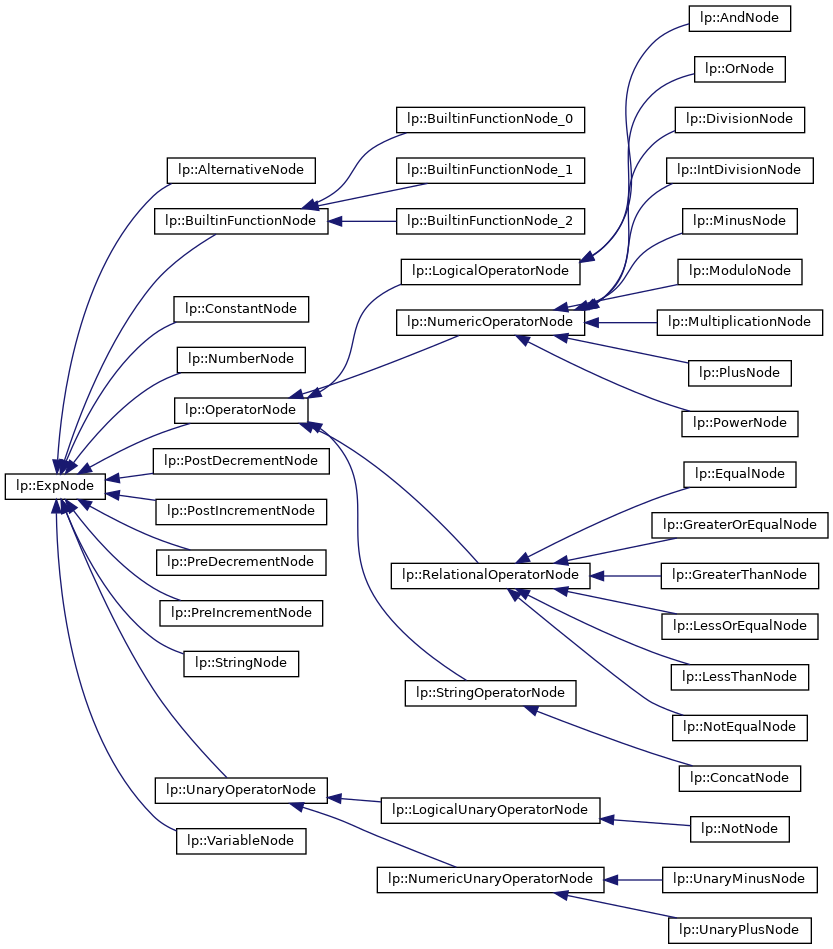 lp::AndNode
lp::OrNode
lp::BuiltinFunctionNode_0
lp::DivisionNode
lp::AlternativeNode
lp::BuiltinFunctionNode_1
lp::IntDivisionNode
lp::BuiltinFunctionNode
lp::BuiltinFunctionNode_2
lp::MinusNode
lp::LogicalOperatorNode
lp::ModuloNode
lp::ConstantNode
lp::NumericOperatorNode
lp::MultiplicationNode
lp::NumberNode
lp::PlusNode
lp::OperatorNode
lp::PowerNode
lp::PostDecrementNode
lp::EqualNode
lp::ExpNode
lp::PostIncrementNode
lp::GreaterOrEqualNode
lp::PreDecrementNode
lp::RelationalOperatorNode
lp::GreaterThanNode
lp::PreIncrementNode
lp::LessOrEqualNode
lp::StringNode
lp::LessThanNode
lp::StringOperatorNode
lp::NotEqualNode
lp::ConcatNode
lp::UnaryOperatorNode
lp::LogicalUnaryOperatorNode
lp::NotNode
lp::VariableNode
lp::NumericUnaryOperatorNode
lp::UnaryMinusNode
lp::UnaryPlusNode